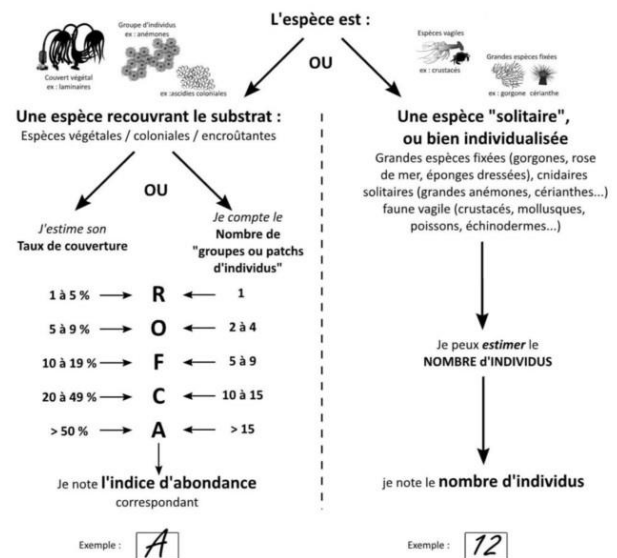 L'espèce est :
Groupe d'individus
ex : anémones
Couvert végétal
ex : laminaires
ex :ascidies coloniales
OU
Espèces vagiles
ex : crustacés
Grandes espèces fixées
ex : gorgone cérianthe
Une espèce recouvrant le substrat :
Espèces végétales / coloniales / encroûtantes
OU
J'estime son
Taux de couverture
Je compte le
Nombre de
"groupes ou patchs
d'individus"
1 à 5 % R 1
5 à 9 % O 2 à 4
10 à 19 % F 5 à 9
20 à 49 % C 10 à 15
> 50 % A > 15
Je note l'indice d'abondance
correspondant
Exemple : A
Une espèce "solitaire",
ou bien individualisée
Grandes espèces fixées (gorgones, rose
de mer, éponges dressées), cnidaires
solitaires (grandes anémones, cérianthes...)
faune vagile (crustacés, mollusques,
poissons, échinodermes...)
Je peux estimer le
NOMBRE d'INDIVIDUS
je note le nombre d'individus
Exemple : 12